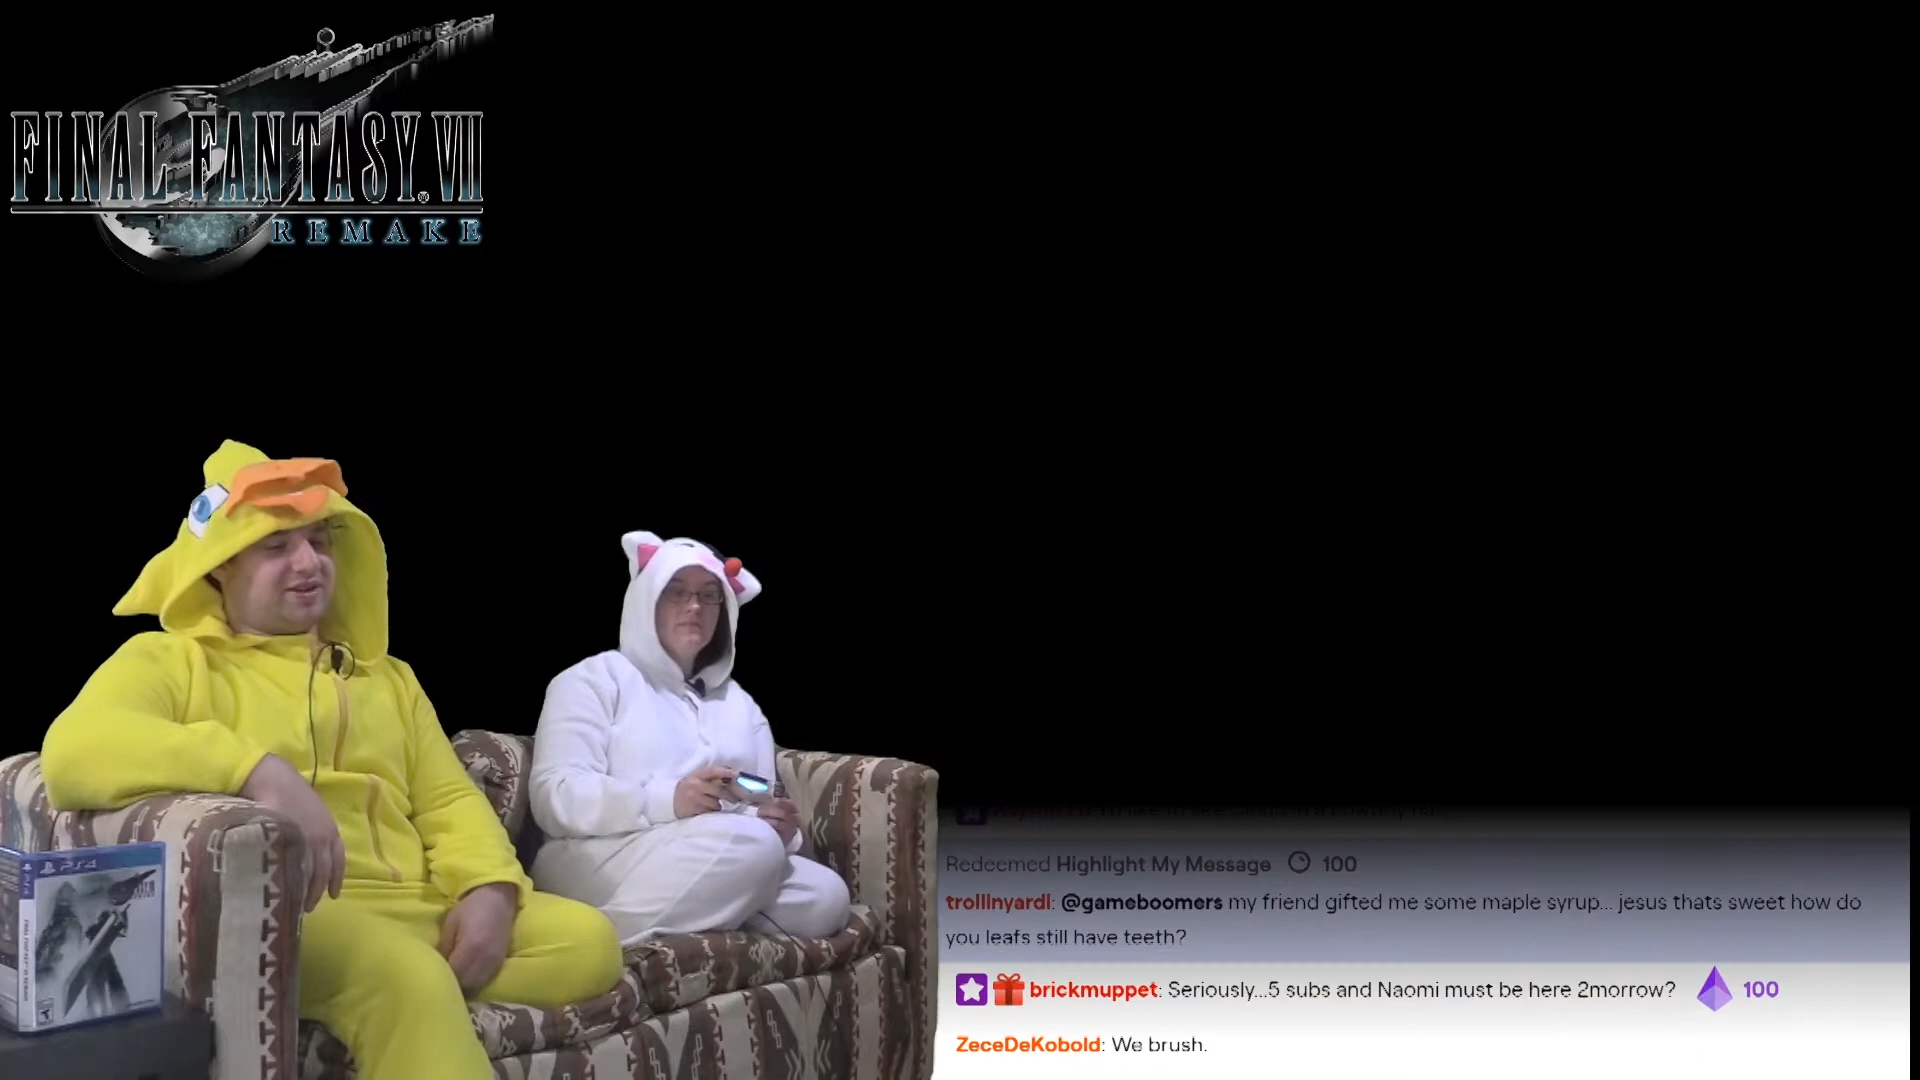 FINAL FANTASY. VII
REMAKE
PS4
Redeemed Highlight My Message 100
trolllnyardl: @gameboomers my friend gifted me some maple syrup... jesus thats sweet how do
you leafs still have teeth?
brickmuppet: Seriously...5 subs and Naomi must be here 2morrow? 100
ZeceDeKobold: We brush.